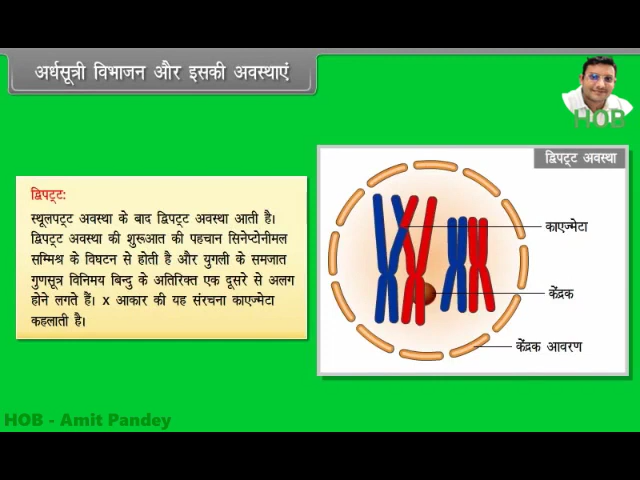 अर्धसूत्री विभाजन और इसकी अवस्थाएं
HOB
द्विपट्ट अवस्था
द्विपट्ट:
स्थूलपट्ट अवस्था के बाद द्विपट्ट अवस्था आती है।
द्विपट्ट अवस्था की शुरूआत की पहचान सिनेप्टोनीमल
सम्मिश्र के विघटन से होती है और युगली के समजात
गुणसूत्र विनिमय बिन्दु के अतिरिक्त एक दूसरे से अलग
होने लगते हैं। x आकार की यह संरचना काएज्मेटा
कहलाती है।
काएज्मेटा
केंद्रक
केंद्रक आवरण
HOB - Amit Pandey